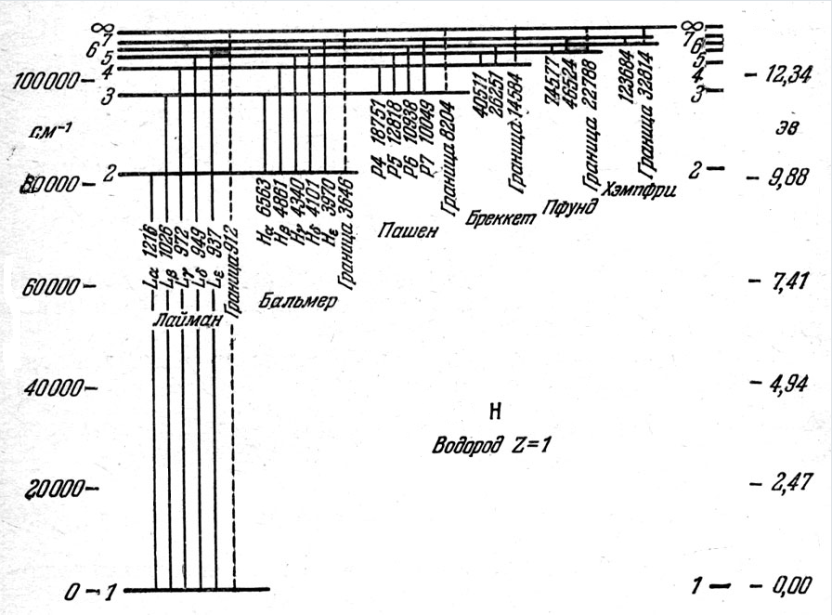 ∞ ∞
7 7
6 6
5 5
4 4
3 3
2 2
100000
см⁻¹
80000
60000
40000
20000
0 1 1
12,34
эв
9,88
7,41
4,94
2,47
0,00
Lα 1216
Lβ 1026
Lγ 972
Lδ 949
Lε 937
Граница 912
Лайман
Hα 6563
Hβ 4861
Hγ 4340
Hδ 4101
Hε 3970
Граница 3646
Бальмер
P4 18751
P5 12818
P6 10938
P7 10049
Граница 8204
Пашен
40511
26251
Граница 14584
Бреккет
74577
46524
Граница 22788
Пфунд
123684
Граница 32814
Хэмпфри
H
Водород Z=1